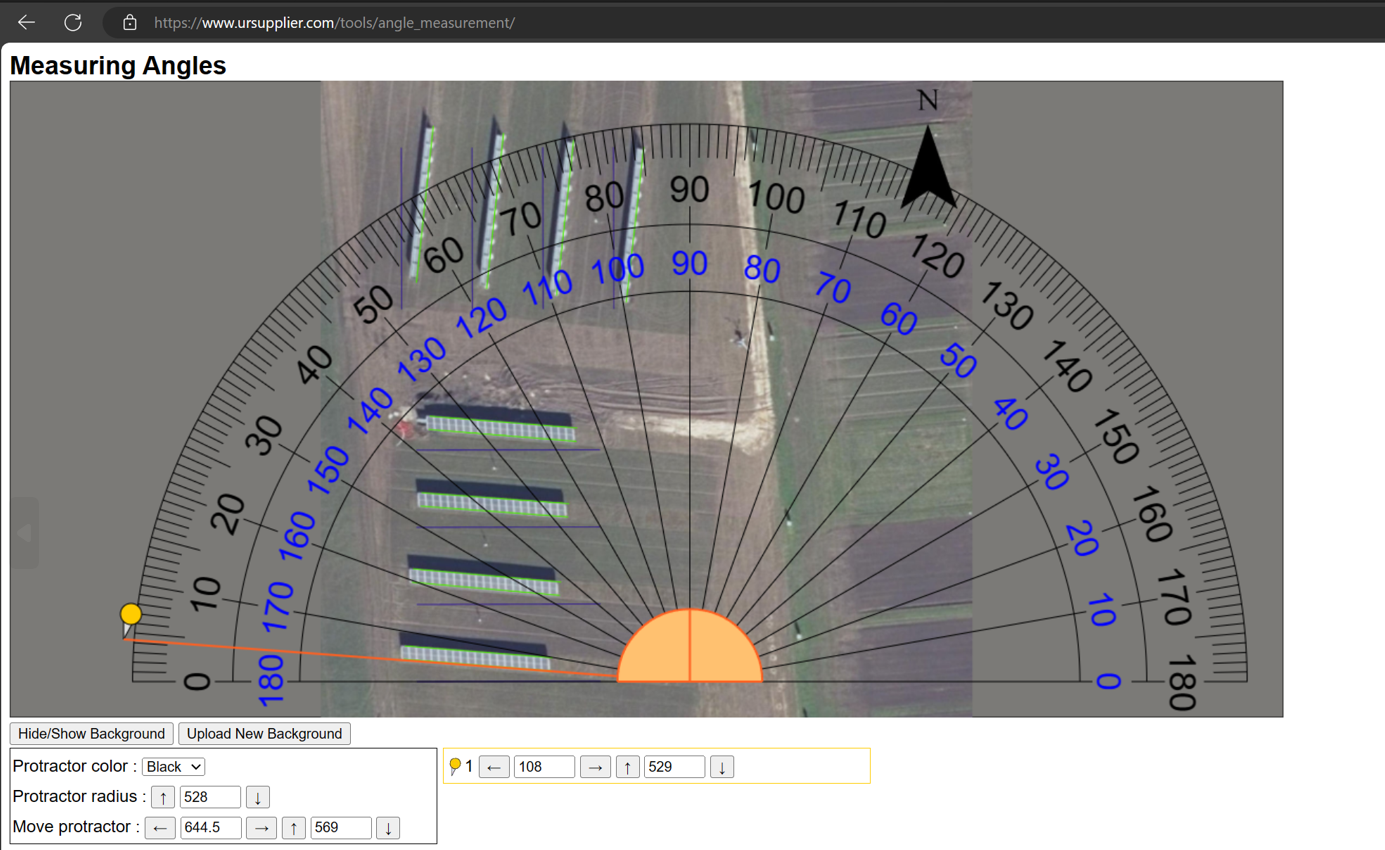 https://www.ursupplier.com/tools/angle_measurement/
Measuring Angles
N
0 10 20 30 40 50 60 70 80 90 100 110 120 130 140 150 160 170 180
180 170 160 150 140 130 120 110 100 90 80 70 60 50 40 30 20 10 0
Hide/Show Background Upload New Background
Protractor color : Black
1 ← 108 → ↑ 529 ↓
Protractor radius : ↑ 528 ↓
Move protractor : ← 644.5 → ↑ 569 ↓